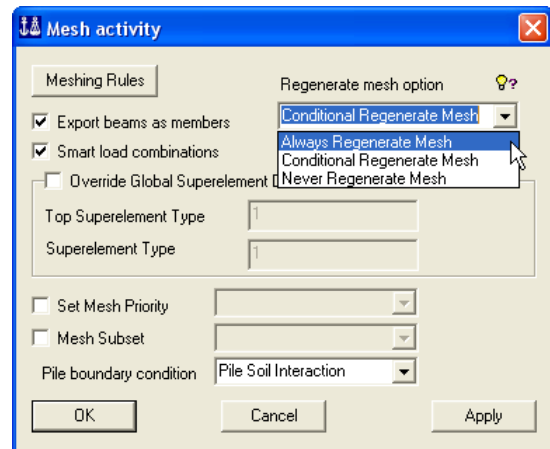 Mesh activity
Meshing Rules
Regenerate mesh option
?
Export beams as members
Conditional Regenerate Mesh
Smart load combinations
Always Regenerate Mesh
Conditional Regenerate Mesh
Never Regenerate Mesh
Override Global Superelement
Top Superelement Type
1
Superelement Type
1
Set Mesh Priority
Mesh Subset
Pile boundary condition
Pile Soil Interaction
OK
Cancel
Apply